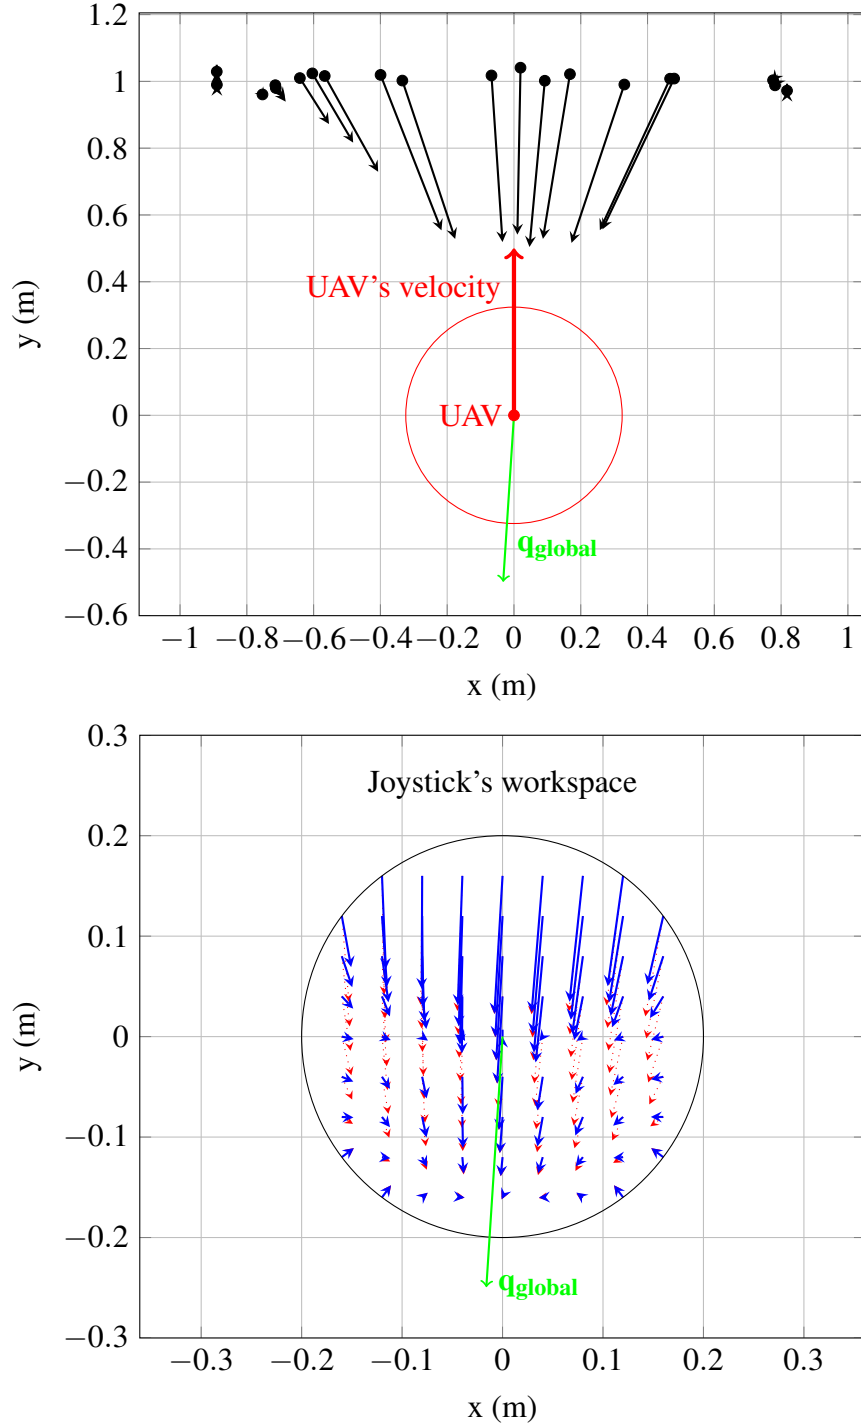 1.2
1
0.8
0.6
0.4
0.2
0
−0.2
−0.4
−0.6
y (m)
UAV's velocity
UAV
q_global
−1 −0.8 −0.6 −0.4 −0.2 0 0.2 0.4 0.6 0.8 1
x (m)
0.3
0.2
0.1
0
−0.1
−0.2
−0.3
y (m)
Joystick's workspace
q_global
−0.3 −0.2 −0.1 0 0.1 0.2 0.3
x (m)